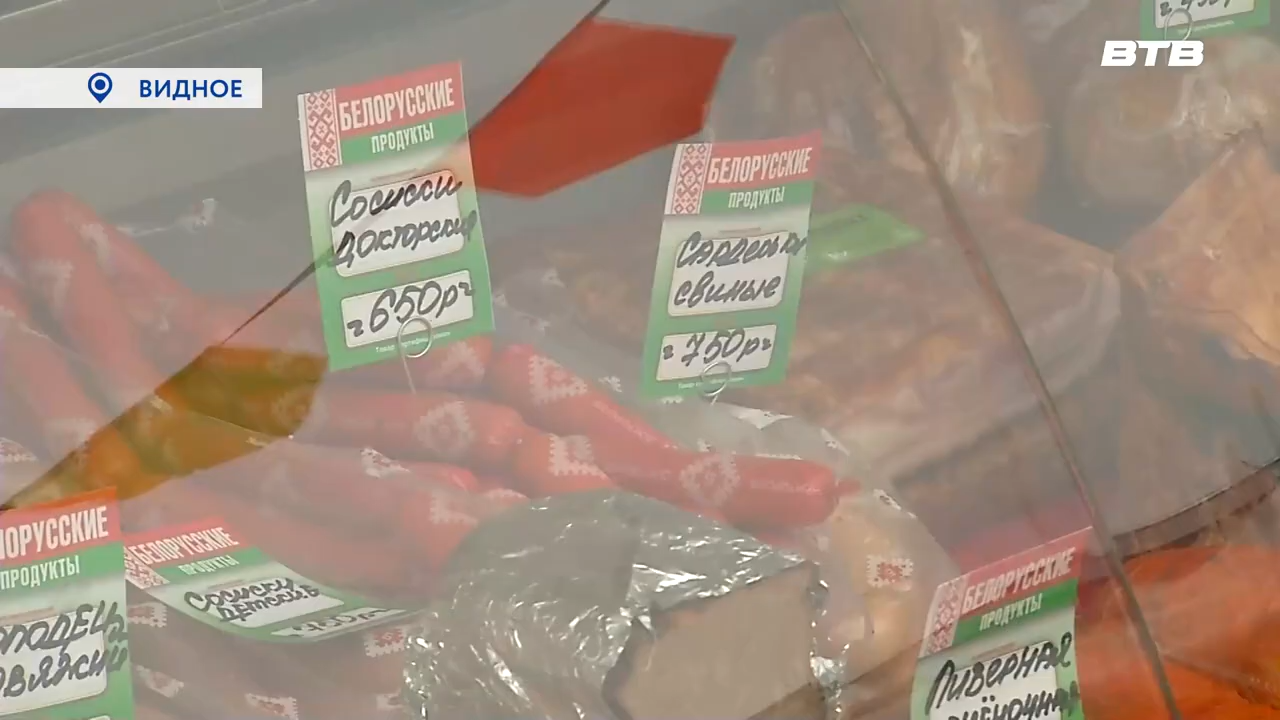 ВИДНОЕ
ВТВ
БЕЛОРУССКИЕ
ПРОДУКТЫ
Сосиски
Докторские
650р
БЕЛОРУССКИЕ
ПРОДУКТЫ
Сардельки
свиные
750р
БЕЛОРУССКИЕ
ПРОДУКТЫ
Сосиски
Детские
ЛОРУССКИЕ
ПРОДУКТЫ
БЕЛОРУССКИЕ
ПРОДУКТЫ
Ливерная